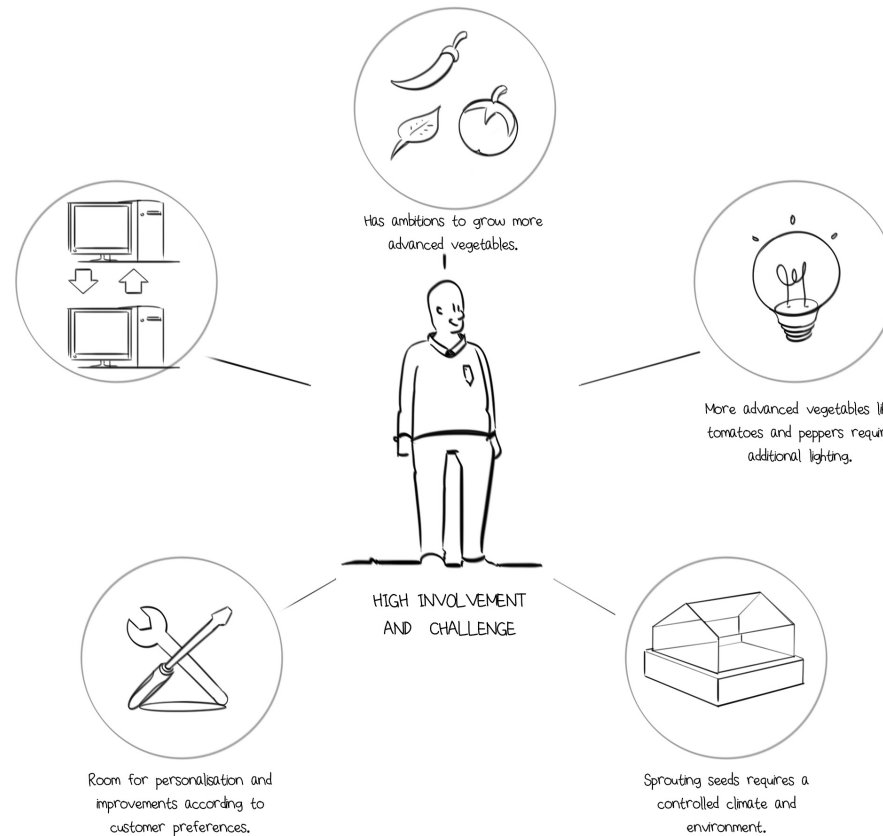 Has ambitions to grow more
advanced vegetables.
More advanced vegetables
tomatoes and peppers
additional lighting.
HIGH INVOLVEMENT
AND CHALLENGE
Room for personalisation and
improvements according to
customer preferences.
Sprouting seeds requires a
controlled climate and
environment.